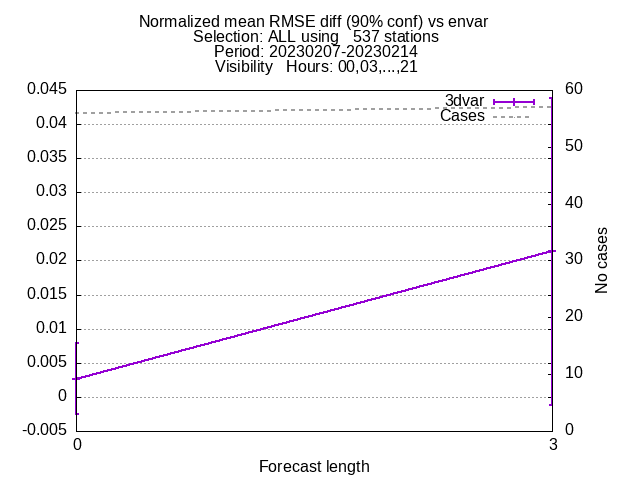 Normalized mean RMSE diff (90% conf) vs envar
Selection: ALL using   537 stations
Period: 20230207-20230214
Visibility   Hours: 00,03,...,21
0.045
0.04
0.035
0.03
0.025
0.02
0.015
0.01
0.005
0
-0.005
3dvar
Cases
60
50
40
30
20
10
0
No cases
0
3
Forecast length